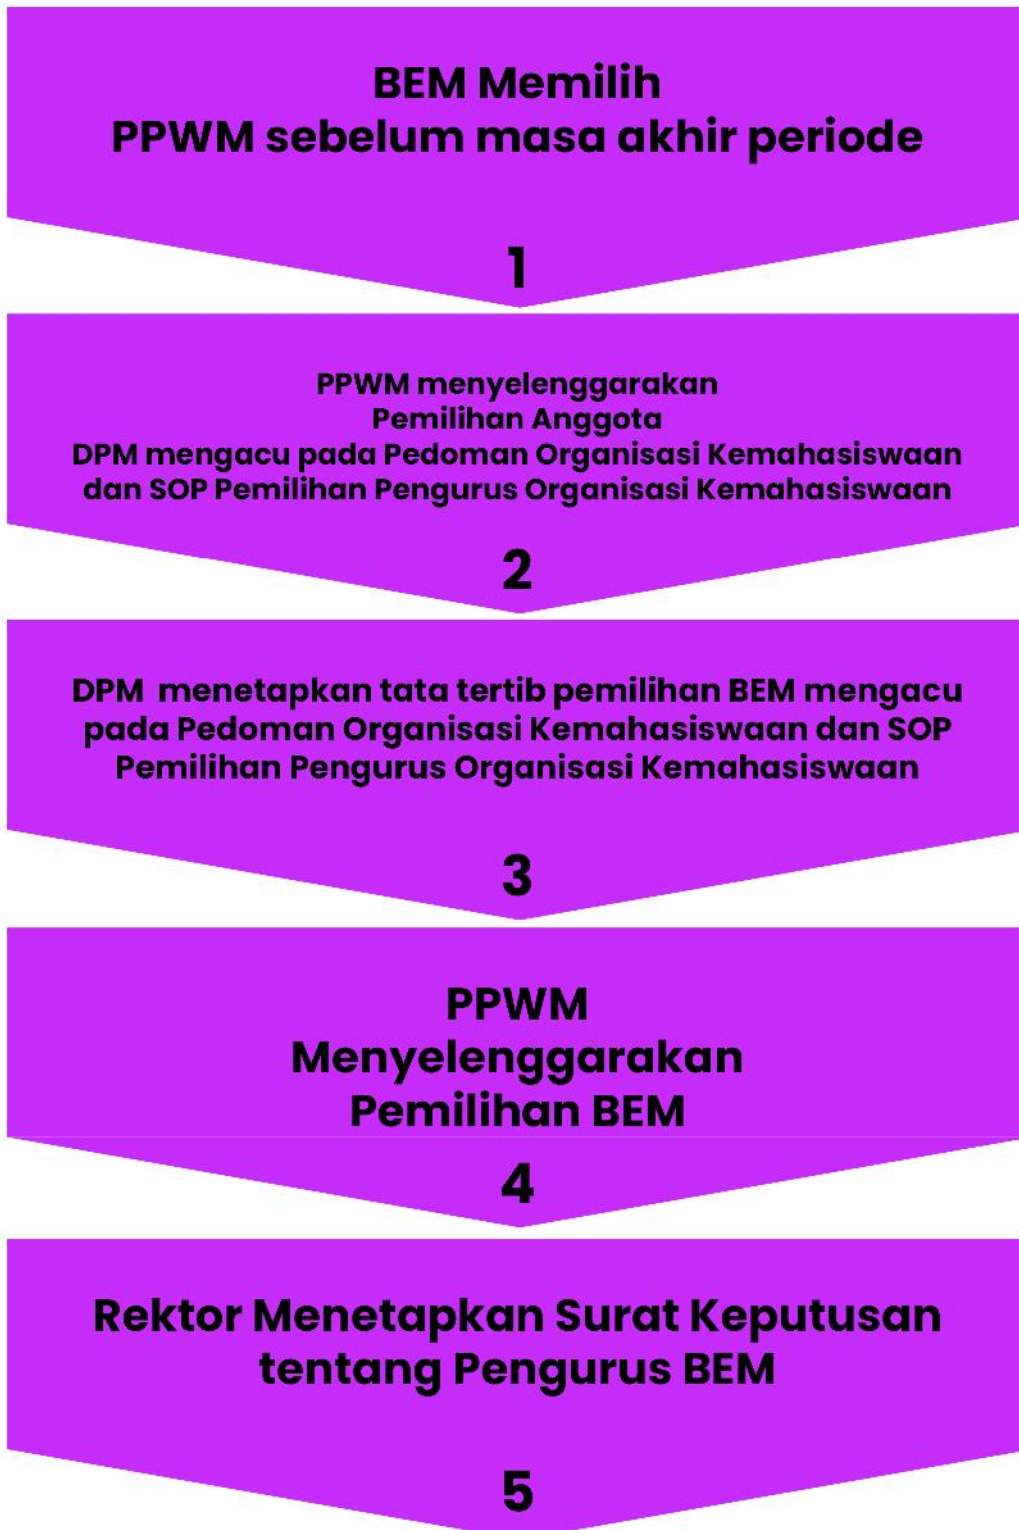 BEM Memilih
PPWM sebelum masa akhir periode
1
PPWM menyelenggarakan
Pemilihan Anggota
DPM mengacu pada Pedoman Organisasi Kemahasiswaan
dan SOP Pemilihan Pengurus Organisasi Kemahasiswaan
2
DPM  menetapkan tata tertib pemilihan BEM mengacu
pada Pedoman Organisasi Kemahasiswaan dan SOP
Pemilihan Pengurus Organisasi Kemahasiswaan
3
PPWM
Menyelenggarakan
Pemilihan BEM
4
Rektor Menetapkan Surat Keputusan
tentang Pengurus BEM
5